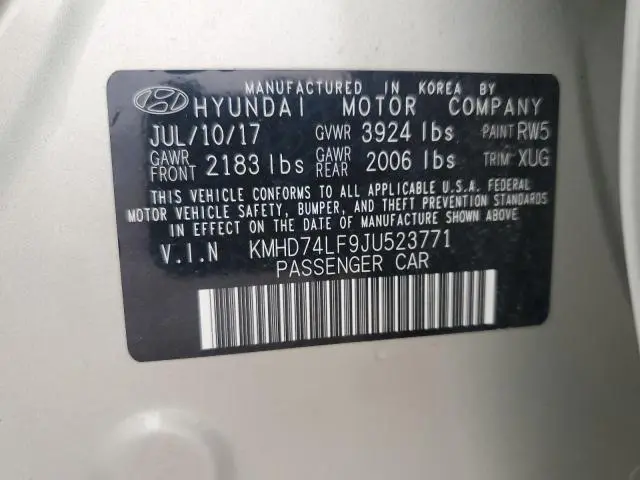 MANUFACTURED IN KOREA BY
HYUNDAI MOTOR COMPANY
JUL/10/17 GVWR 3924 lbs PAINT RW5
GAWR FRONT 2183 lbs GAWR REAR 2006 lbs TRIM XUG
THIS VEHICLE CONFORMS TO ALL APPLICABLE U.S.A. FEDERAL
MOTOR VEHICLE SAFETY, BUMPER, AND THEFT PREVENTION STANDARDS
IN EFFECT ON THE DATE OF MANUFACTURE SHOWN ABOVE.
V.I.N KMHD74LF9JU523771
PASSENGER CAR